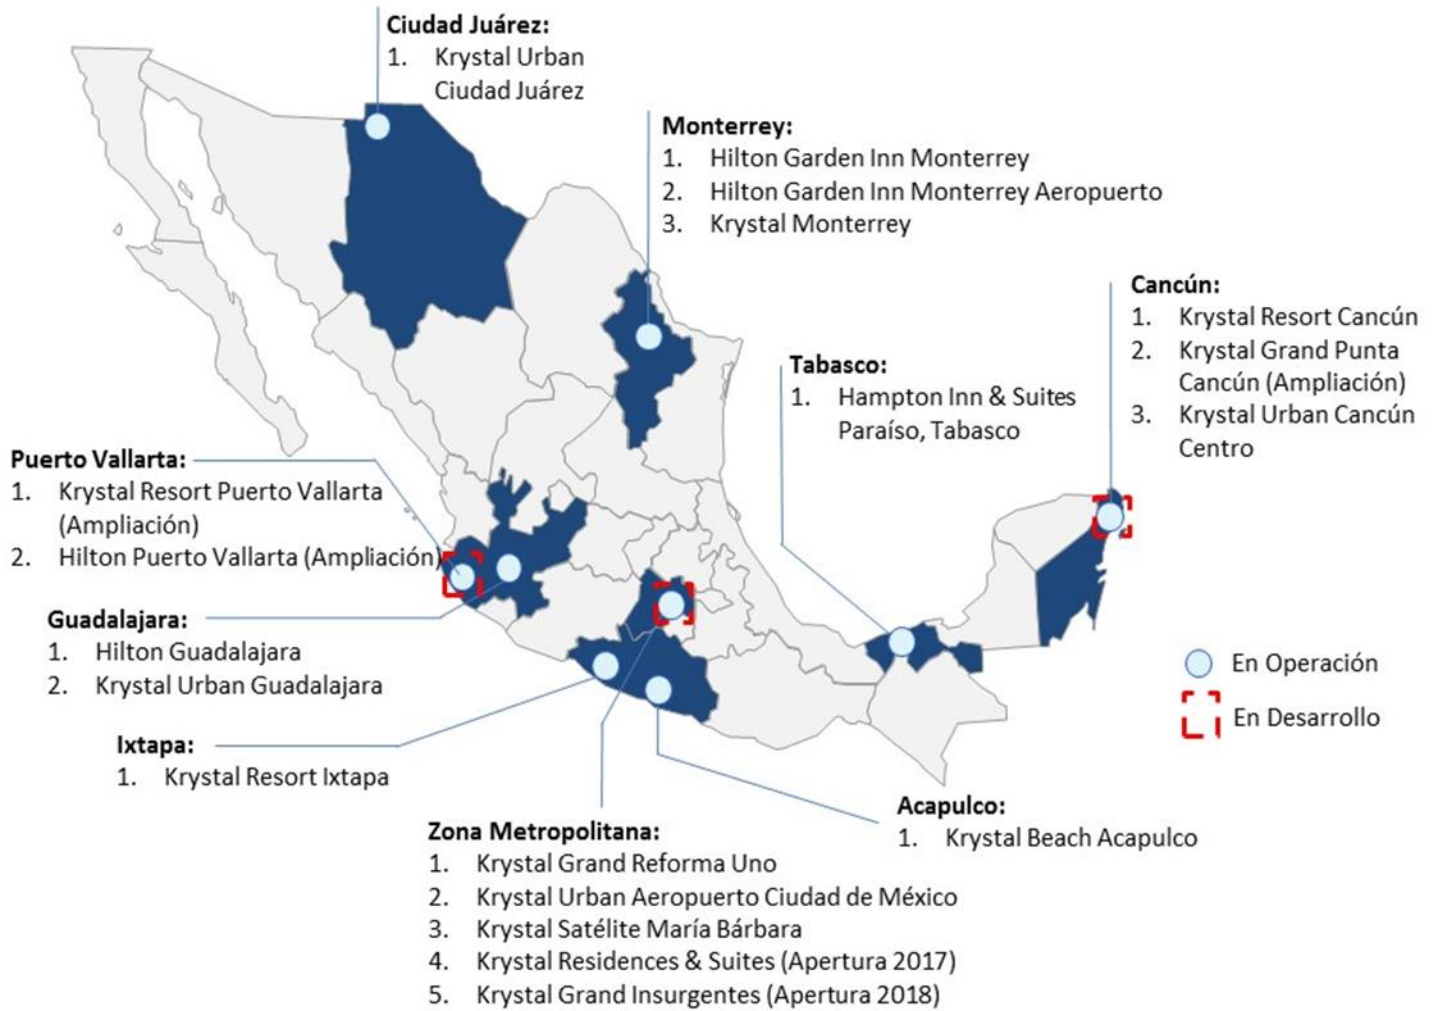 Ciudad Juárez:
1. Krystal Urban
Ciudad Juárez
Monterrey:
1. Hilton Garden Inn Monterrey
2. Hilton Garden Inn Monterrey Aeropuerto
3. Krystal Monterrey
Cancún:
1. Krystal Resort Cancún
2. Krystal Grand Punta
Cancún (Ampliación)
3. Krystal Urban Cancún
Centro
Tabasco:
1. Hampton Inn & Suites
Paraíso, Tabasco
Puerto Vallarta:
1. Krystal Resort Puerto Vallarta
(Ampliación)
2. Hilton Puerto Vallarta (Ampliación)
Guadalajara:
1. Hilton Guadalajara
2. Krystal Urban Guadalajara
Ixtapa:
1. Krystal Resort Ixtapa
En Operación
En Desarrollo
Acapulco:
1. Krystal Beach Acapulco
Zona Metropolitana:
1. Krystal Grand Reforma Uno
2. Krystal Urban Aeropuerto Ciudad de México
3. Krystal Satélite María Bárbara
4. Krystal Residences & Suites (Apertura 2017)
5. Krystal Grand Insurgentes (Apertura 2018)